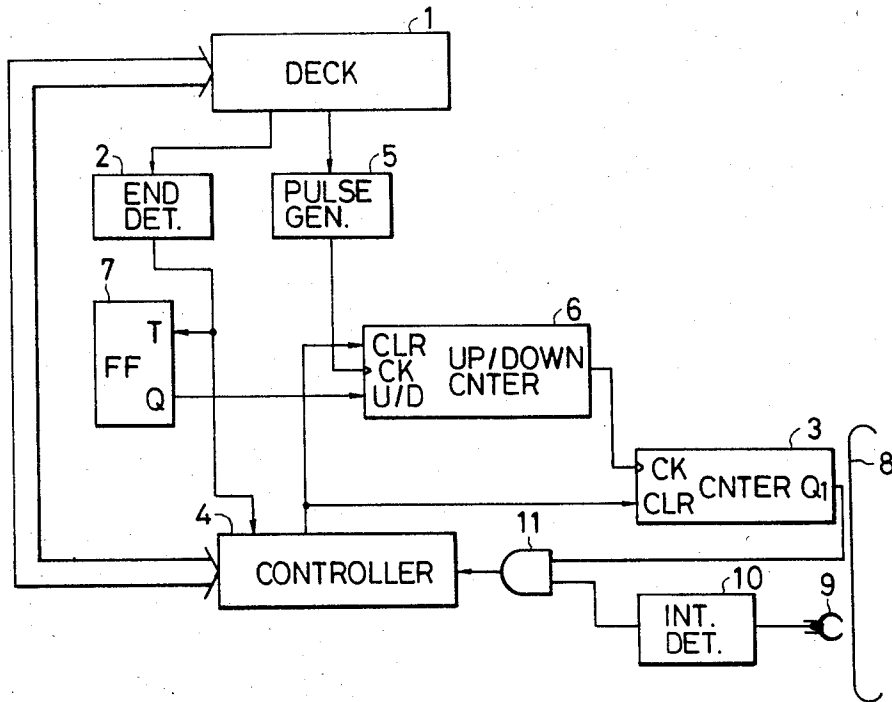 1
DECK
2
END
DET.
5
PULSE
GEN.
7
T
FF
Q
6
CLR
CK
U/D
UP/DOWN
CNTER
3
CK
CLR
CNTER Q1
8
4
CONTROLLER
11
10
INT.
DET.
9